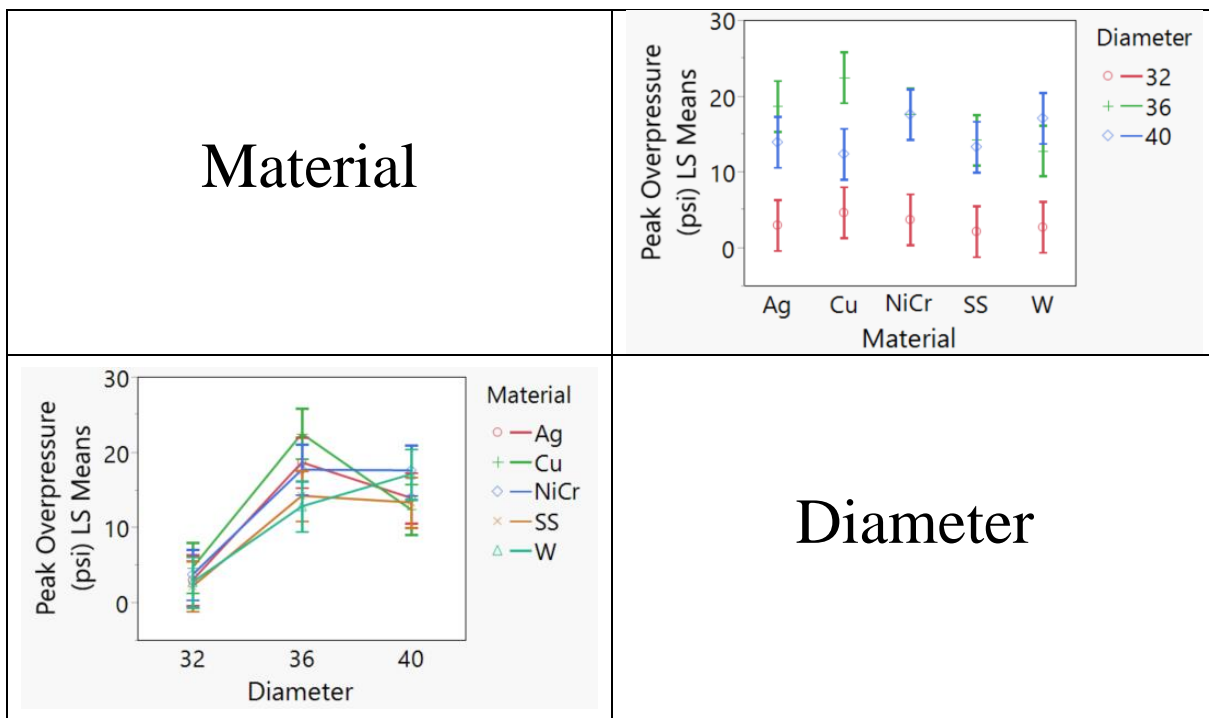 Material
Peak Overpressure
(psi) LS Means
30
20
10
0
Ag Cu NiCr SS W
Material
Diameter
32
36
40
Peak Overpressure
(psi) LS Means
30
20
10
0
32 36 40
Diameter
Material
Ag
Cu
NiCr
SS
W
Diameter